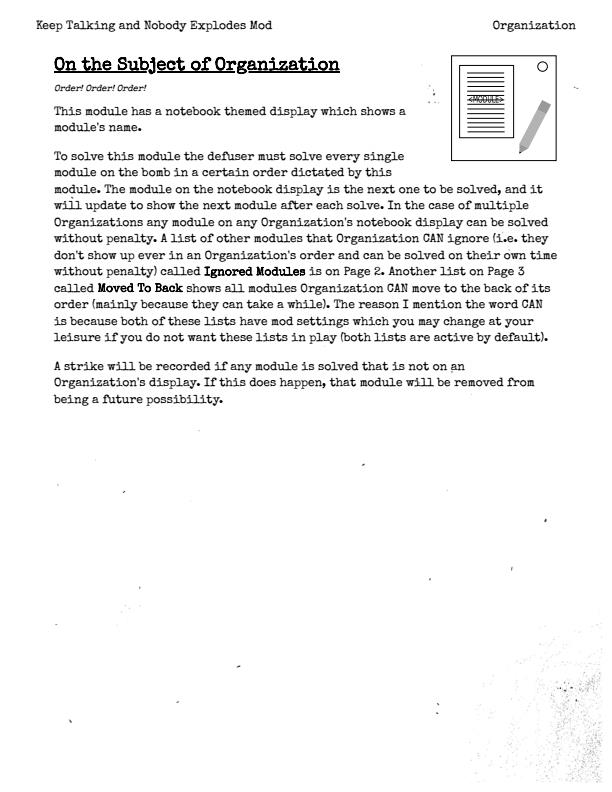 Keep Talking and Nobody Explodes Mod
Organization
On the Subject of Organization
Order! Order! Order!
<MODULE>
This module has a notebook themed display which shows a
module's name.
To solve this module the defuser must solve every single
module on the bomb in a certain order dictated by this
module. The module on the notebook display is the next one to be solved, and it
will update to show the next module after each solve. In the case of multiple
Organizations any module on any Organization's notebook display can be solved
without penalty. A list of other modules that Organization CAN ignore (i.e. they
don't show up ever in an Organization's order and can be solved on their own time
without penalty) called Ignored Modules is on Page 2. Another list on Page 3
called Moved To Back shows all modules Organization CAN move to the back of its
order (mainly because they can take a while). The reason I mention the word CAN
is because both of these lists have mod settings which you may change at your
leisure if you do not want these lists in play (both lists are active by default).
A strike will be recorded if any module is solved that is not on an
Organization's display. If this does happen, that module will be removed from
being a future possibility.